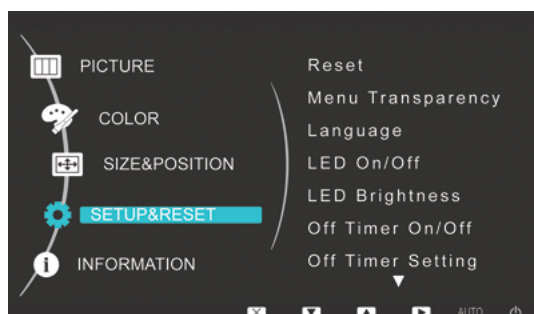 PICTURE
COLOR
SIZE&POSITION
SETUP&RESET
INFORMATION
Reset
Menu Transparency
Language
LED On/Off
LED Brightness
Off Timer On/Off
Off Timer Setting
AUTO